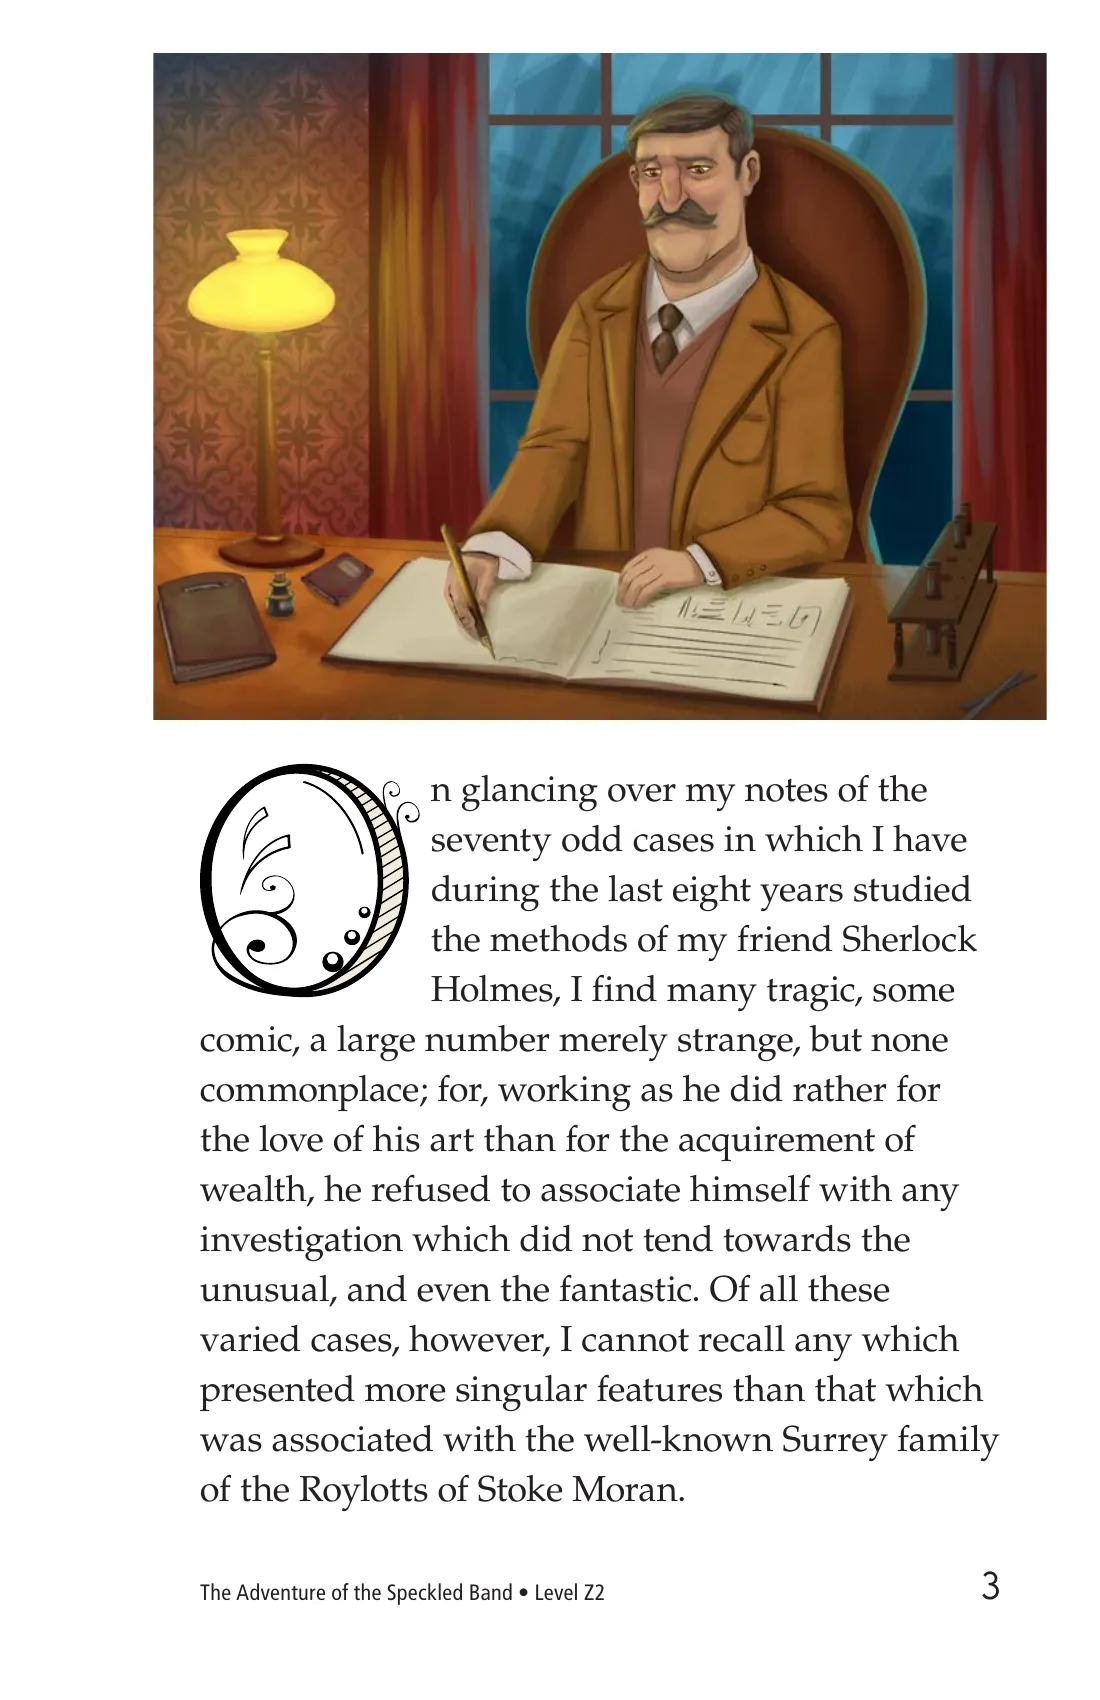 On glancing over my notes of the
seventy odd cases in which I have
during the last eight years studied
the methods of my friend Sherlock
Holmes, I find many tragic, some
comic, a large number merely strange, but none
commonplace; for, working as he did rather for
the love of his art than for the acquirement of
wealth, he refused to associate himself with any
investigation which did not tend towards the
unusual, and even the fantastic. Of all these
varied cases, however, I cannot recall any which
presented more singular features than that which
was associated with the well-known Surrey family
of the Roylotts of Stoke Moran.
The Adventure of the Speckled Band • Level Z2
3